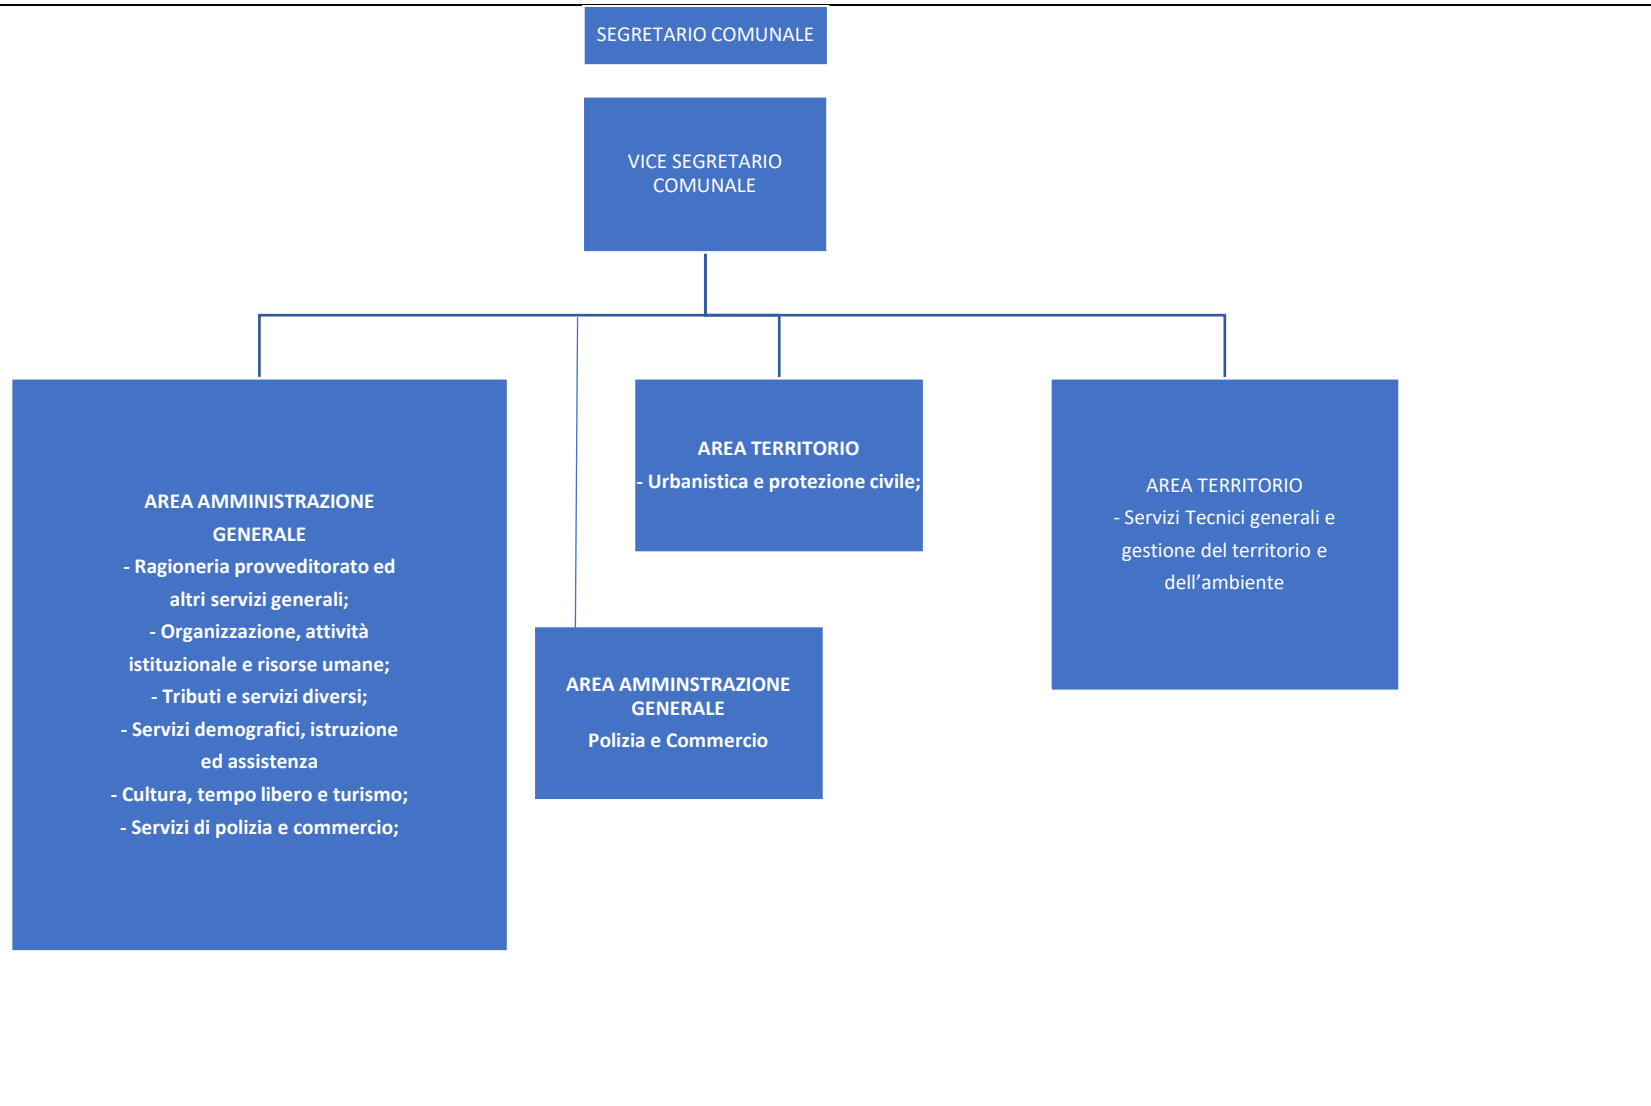 SEGRETARIO COMUNALE
VICE SEGRETARIO
COMUNALE
AREA AMMINISTRAZIONE
GENERALE
- Ragioneria provveditorato ed
altri servizi generali;
- Organizzazione, attività
istituzionale e risorse umane;
- Tributi e servizi diversi;
- Servizi demografici, istruzione
ed assistenza
- Cultura, tempo libero e turismo;
- Servizi di polizia e commercio;
AREA TERRITORIO
- Urbanistica e protezione civile;
AREA AMMINSTRAZIONE
GENERALE
Polizia e Commercio
AREA TERRITORIO
- Servizi Tecnici generali e
gestione del territorio e
dell’ambiente